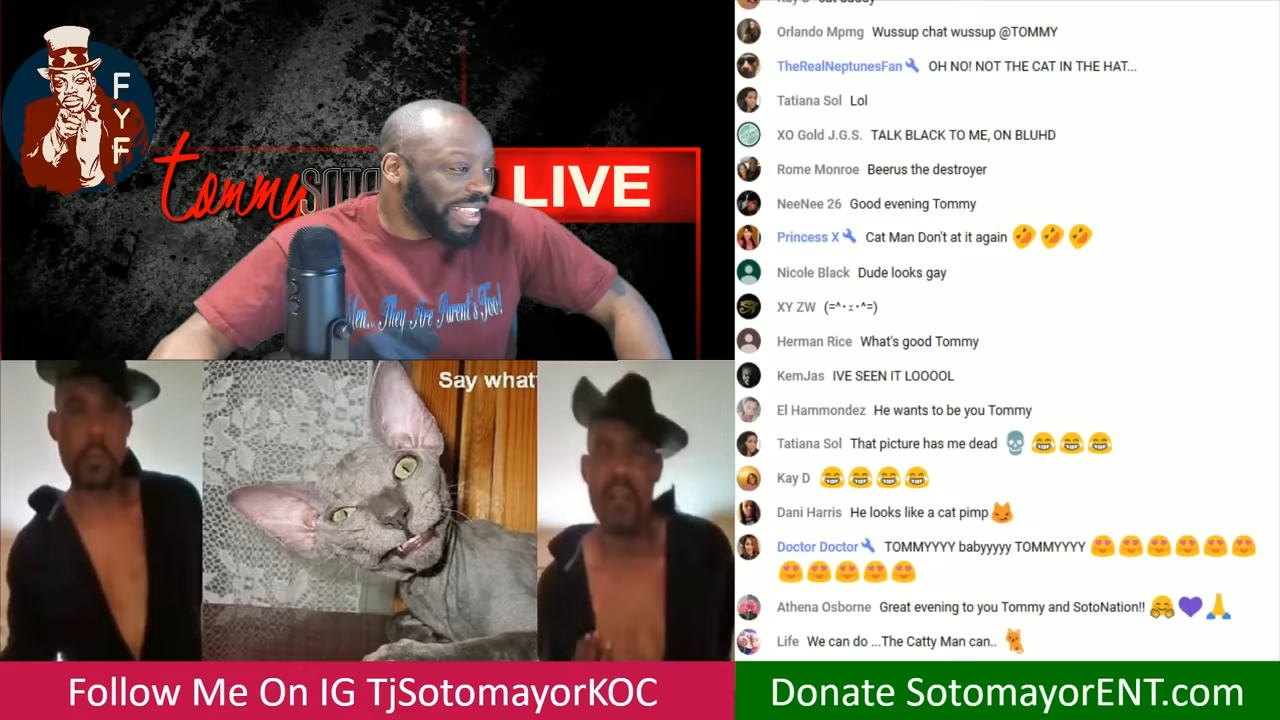 F
Y
F
tommy SOTO
LIVE
Men... They Are Parent's Too!
Say what
Follow Me On IG TjSotomayorKOC
Orlando Mpmg Wussup chat wussup @TOMMY
TheRealNeptunesFan OH NO! NOT THE CAT IN THE HAT...
Tatiana Sol Lol
XO Gold J.G.S. TALK BLACK TO ME, ON BLUHD
Rome Monroe Beerus the destroyer
NeeNee 26 Good evening Tommy
Princess X Cat Man Don't at it again 🤣 🤣 🤣
Nicole Black Dude looks gay
XY ZW (=^･ｪ･^=)
Herman Rice What's good Tommy
KemJas IVE SEEN IT LOOOOL
El Hammondez He wants to be you Tommy
Tatiana Sol That picture has me dead 💀 😂 😂 😂
Kay D 😂 😂 😂 😂
Dani Harris He looks like a cat pimp 😼
Doctor Doctor TOMMYYYY babyyyyy TOMMYYYY 😍 😍 😍 😍 😍 😍
😍 😍 😍 😍 😍
Athena Osborne Great evening to you Tommy and SotoNation!! 🤗 💜 🙏
Life We can do ...The Catty Man can.. 🐈
Donate SotomayorENT.com